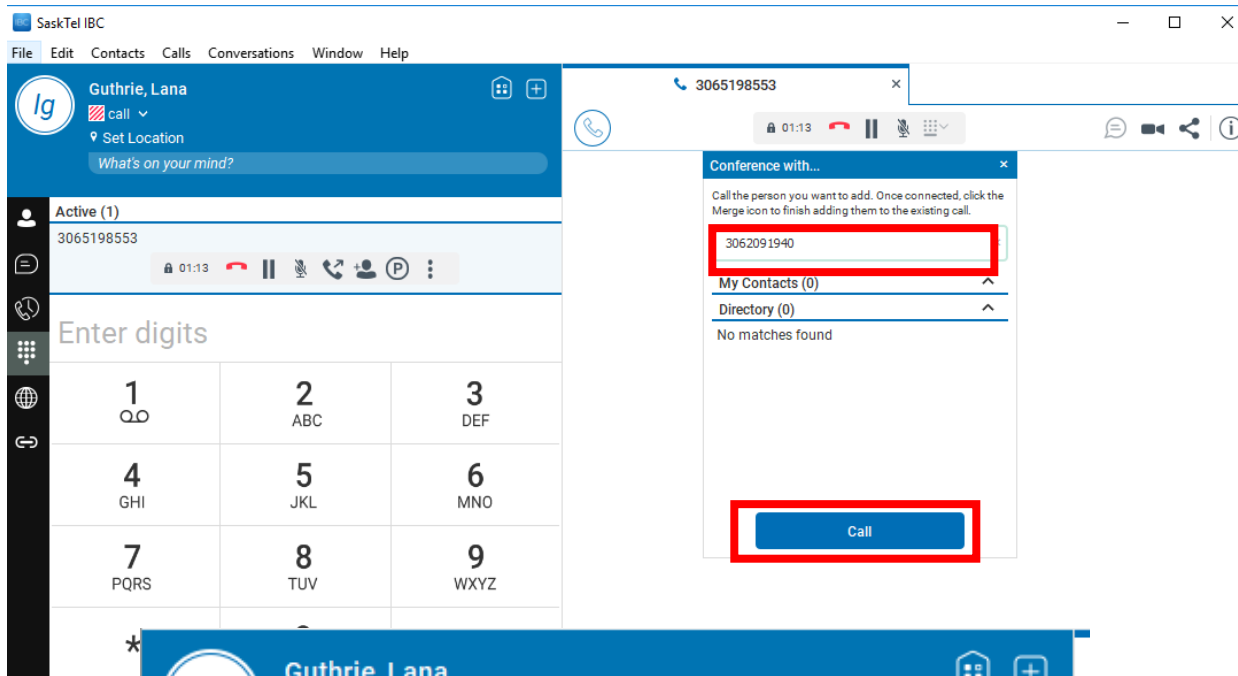 SaskTel IBC
File Edit Contacts Calls Conversations Window Help
lg
Guthrie, Lana
call
Set Location
What's on your mind?
Active (1)
3065198553
01:13
P
Enter digits
1
2
ABC
3
DEF
4
GHI
5
JKL
6
MNO
7
PQRS
8
TUV
9
WXYZ
*
3065198553 ×
01:13
Conference with... ×
Call the person you want to add. Once connected, click the
Merge icon to finish adding them to the existing call.
3062091940
My Contacts (0)
Directory (0)
No matches found
Call
Guthrie, Lana